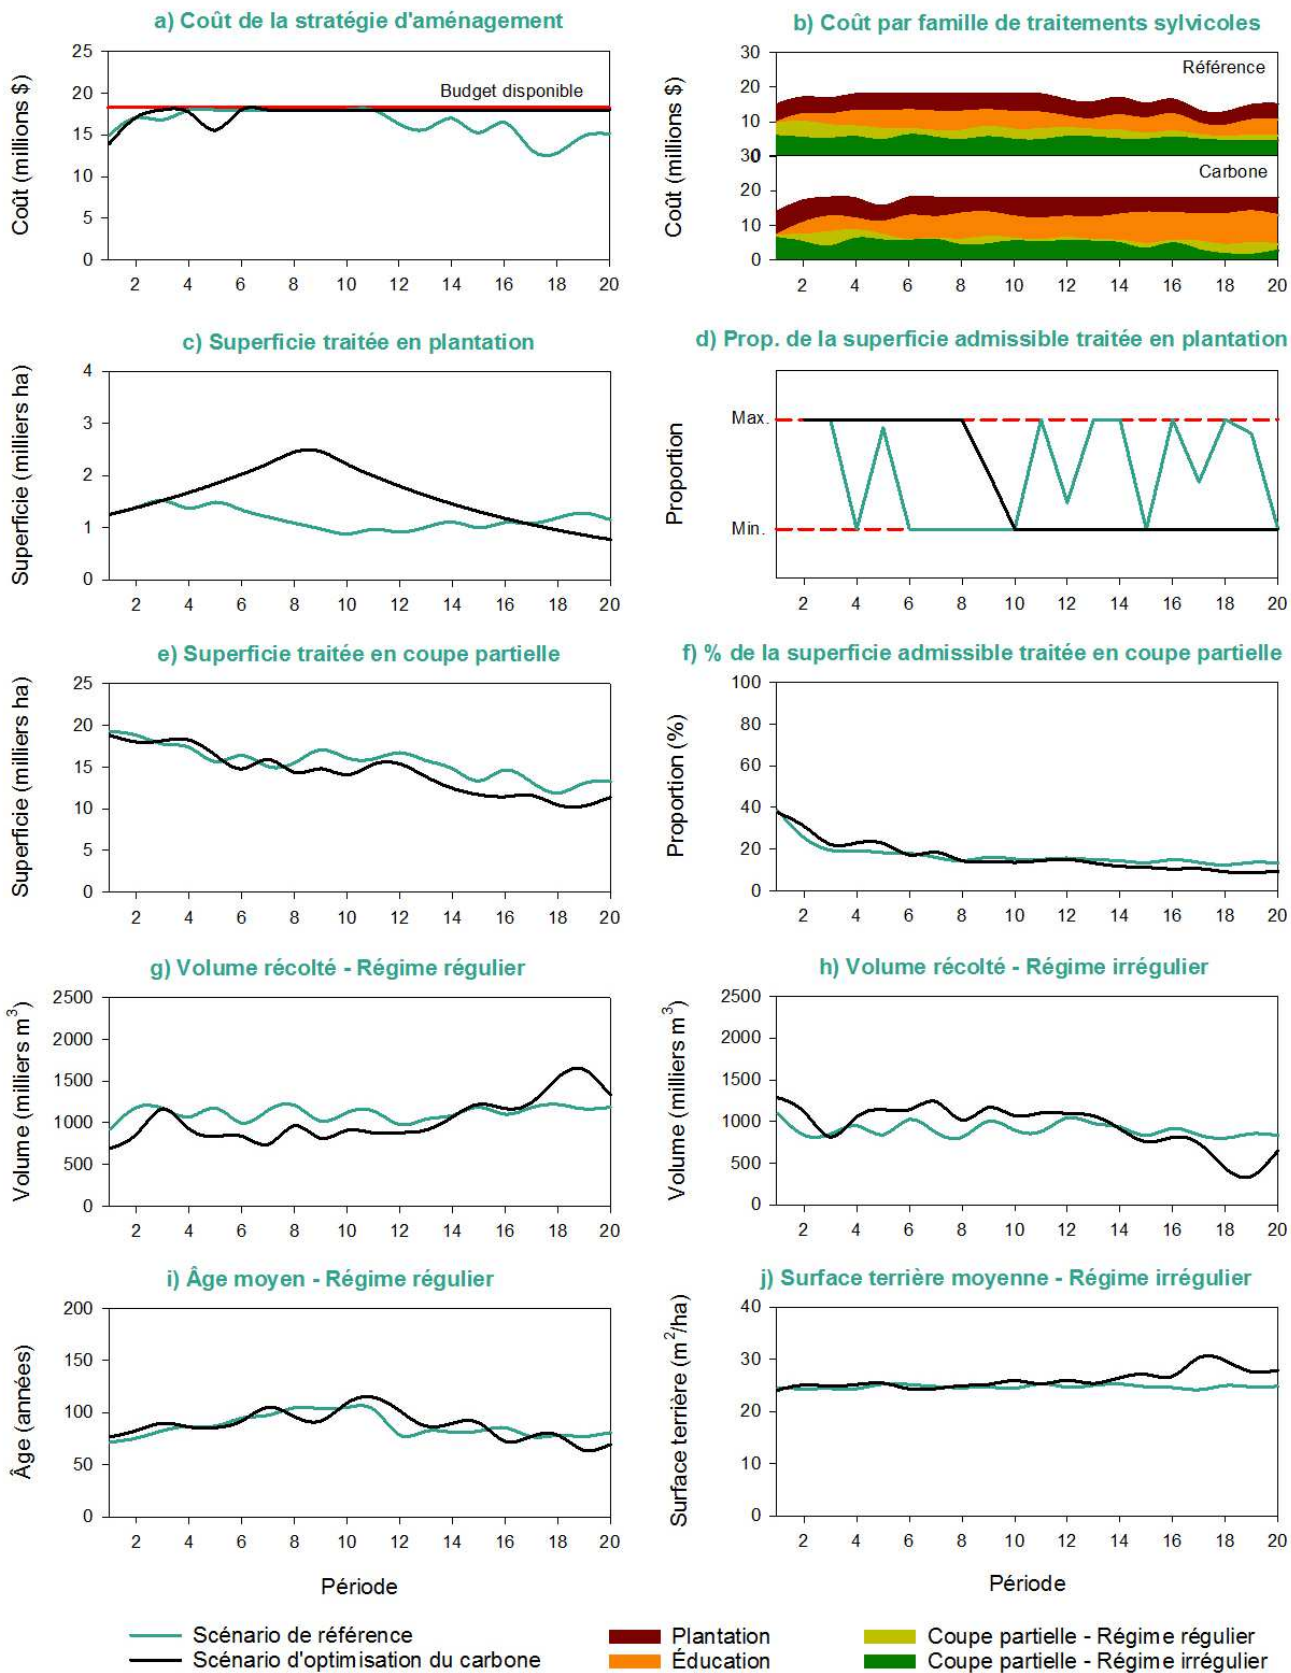 a) Coût de la stratégie d'aménagement
Coût (millions $)
25
20
15
10
5
0
Budget disponible
2 4 6 8 10 12 14 16 18 20
b) Coût par famille de traitements sylvicoles
Coût (millions $)
30
20
10
0
Référence
30
20
10
0
Carbone
2 4 6 8 10 12 14 16 18 20
c) Superficie traitée en plantation
Superficie (milliers ha)
4
3
2
1
0
2 4 6 8 10 12 14 16 18 20
d) Prop. de la superficie admissible traitée en plantation
Proportion
Max.
Min.
2 4 6 8 10 12 14 16 18 20
e) Superficie traitée en coupe partielle
Superficie (milliers ha)
25
20
15
10
5
0
2 4 6 8 10 12 14 16 18 20
f) % de la superficie admissible traitée en coupe partielle
Proportion (%)
100
80
60
40
20
0
2 4 6 8 10 12 14 16 18 20
g) Volume récolté - Régime régulier
Volume (milliers m³)
2500
2000
1500
1000
500
0
2 4 6 8 10 12 14 16 18 20
h) Volume récolté - Régime irrégulier
Volume (milliers m³)
2500
2000
1500
1000
500
0
2 4 6 8 10 12 14 16 18 20
i) Âge moyen - Régime régulier
Âge (années)
200
150
100
50
0
2 4 6 8 10 12 14 16 18 20
Période
j) Surface terrière moyenne - Régime irrégulier
Surface terrière (m²/ha)
40
30
20
10
0
2 4 6 8 10 12 14 16 18 20
Période
Scénario de référence
Scénario d'optimisation du carbone
Plantation
Éducation
Coupe partielle - Régime régulier
Coupe partielle - Régime irrégulier